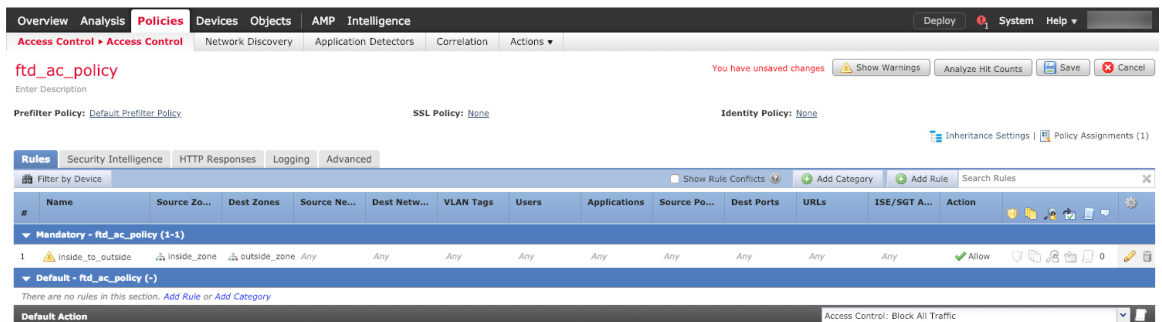 Overview Analysis Policies Devices Objects AMP Intelligence Deploy 1 System Help ▾
Access Control ▸ Access Control Network Discovery Application Detectors Correlation Actions ▾
ftd_ac_policy You have unsaved changes Show Warnings Analyze Hit Counts Save Cancel
Enter Description
Prefilter Policy: Default Prefilter Policy SSL Policy: None Identity Policy: None
Inheritance Settings | Policy Assignments (1)
Rules Security Intelligence HTTP Responses Logging Advanced
Filter by Device Show Rule Conflicts Add Category Add Rule Search Rules
# Name Source Zo... Dest Zones Source Ne... Dest Netw... VLAN Tags Users Applications Source Po... Dest Ports URLs ISE/SGT A... Action
Mandatory - ftd_ac_policy (1-1)
1 inside_to_outside inside_zone outside_zone Any Any Any Any Any Any Any Any Any Allow 0
Default - ftd_ac_policy (-)
There are no rules in this section. Add Rule or Add Category
Default Action Access Control: Block All Traffic